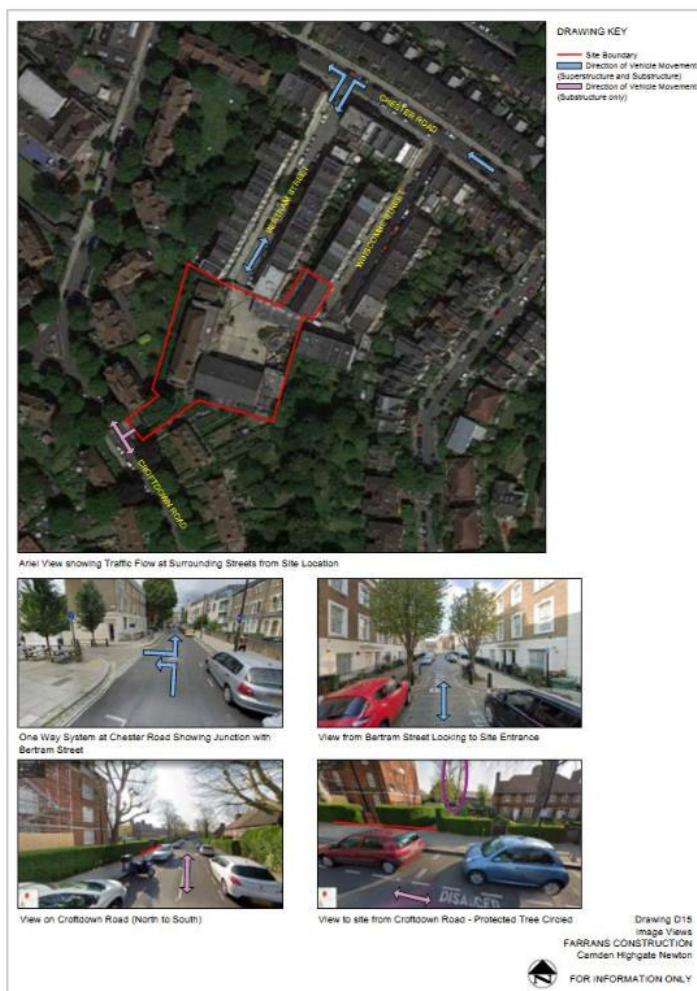 DRAWING KEY
Site Boundary
Direction of Vehicle Movement
(Superstructure and Substructure)
Direction of Vehicle Movement
(Substructure only)
CHESTER ROAD
BERTRAM STREET
WINSCOMBE STREET
CROFTDOWN ROAD
Ariel View showing Traffic Flow at Surrounding Streets from Site Location
One Way System at Chester Road Showing Junction with
Bertram Street
View from Bertram Street Looking to Site Entrance
DISABLED
View on Croftdown Road (North to South)
View to site from Croftdown Road - Protected Tree Circled
Drawing D15
Image Views
FARRANS CONSTRUCTION
Camden Highgate Newton
FOR INFORMATION ONLY